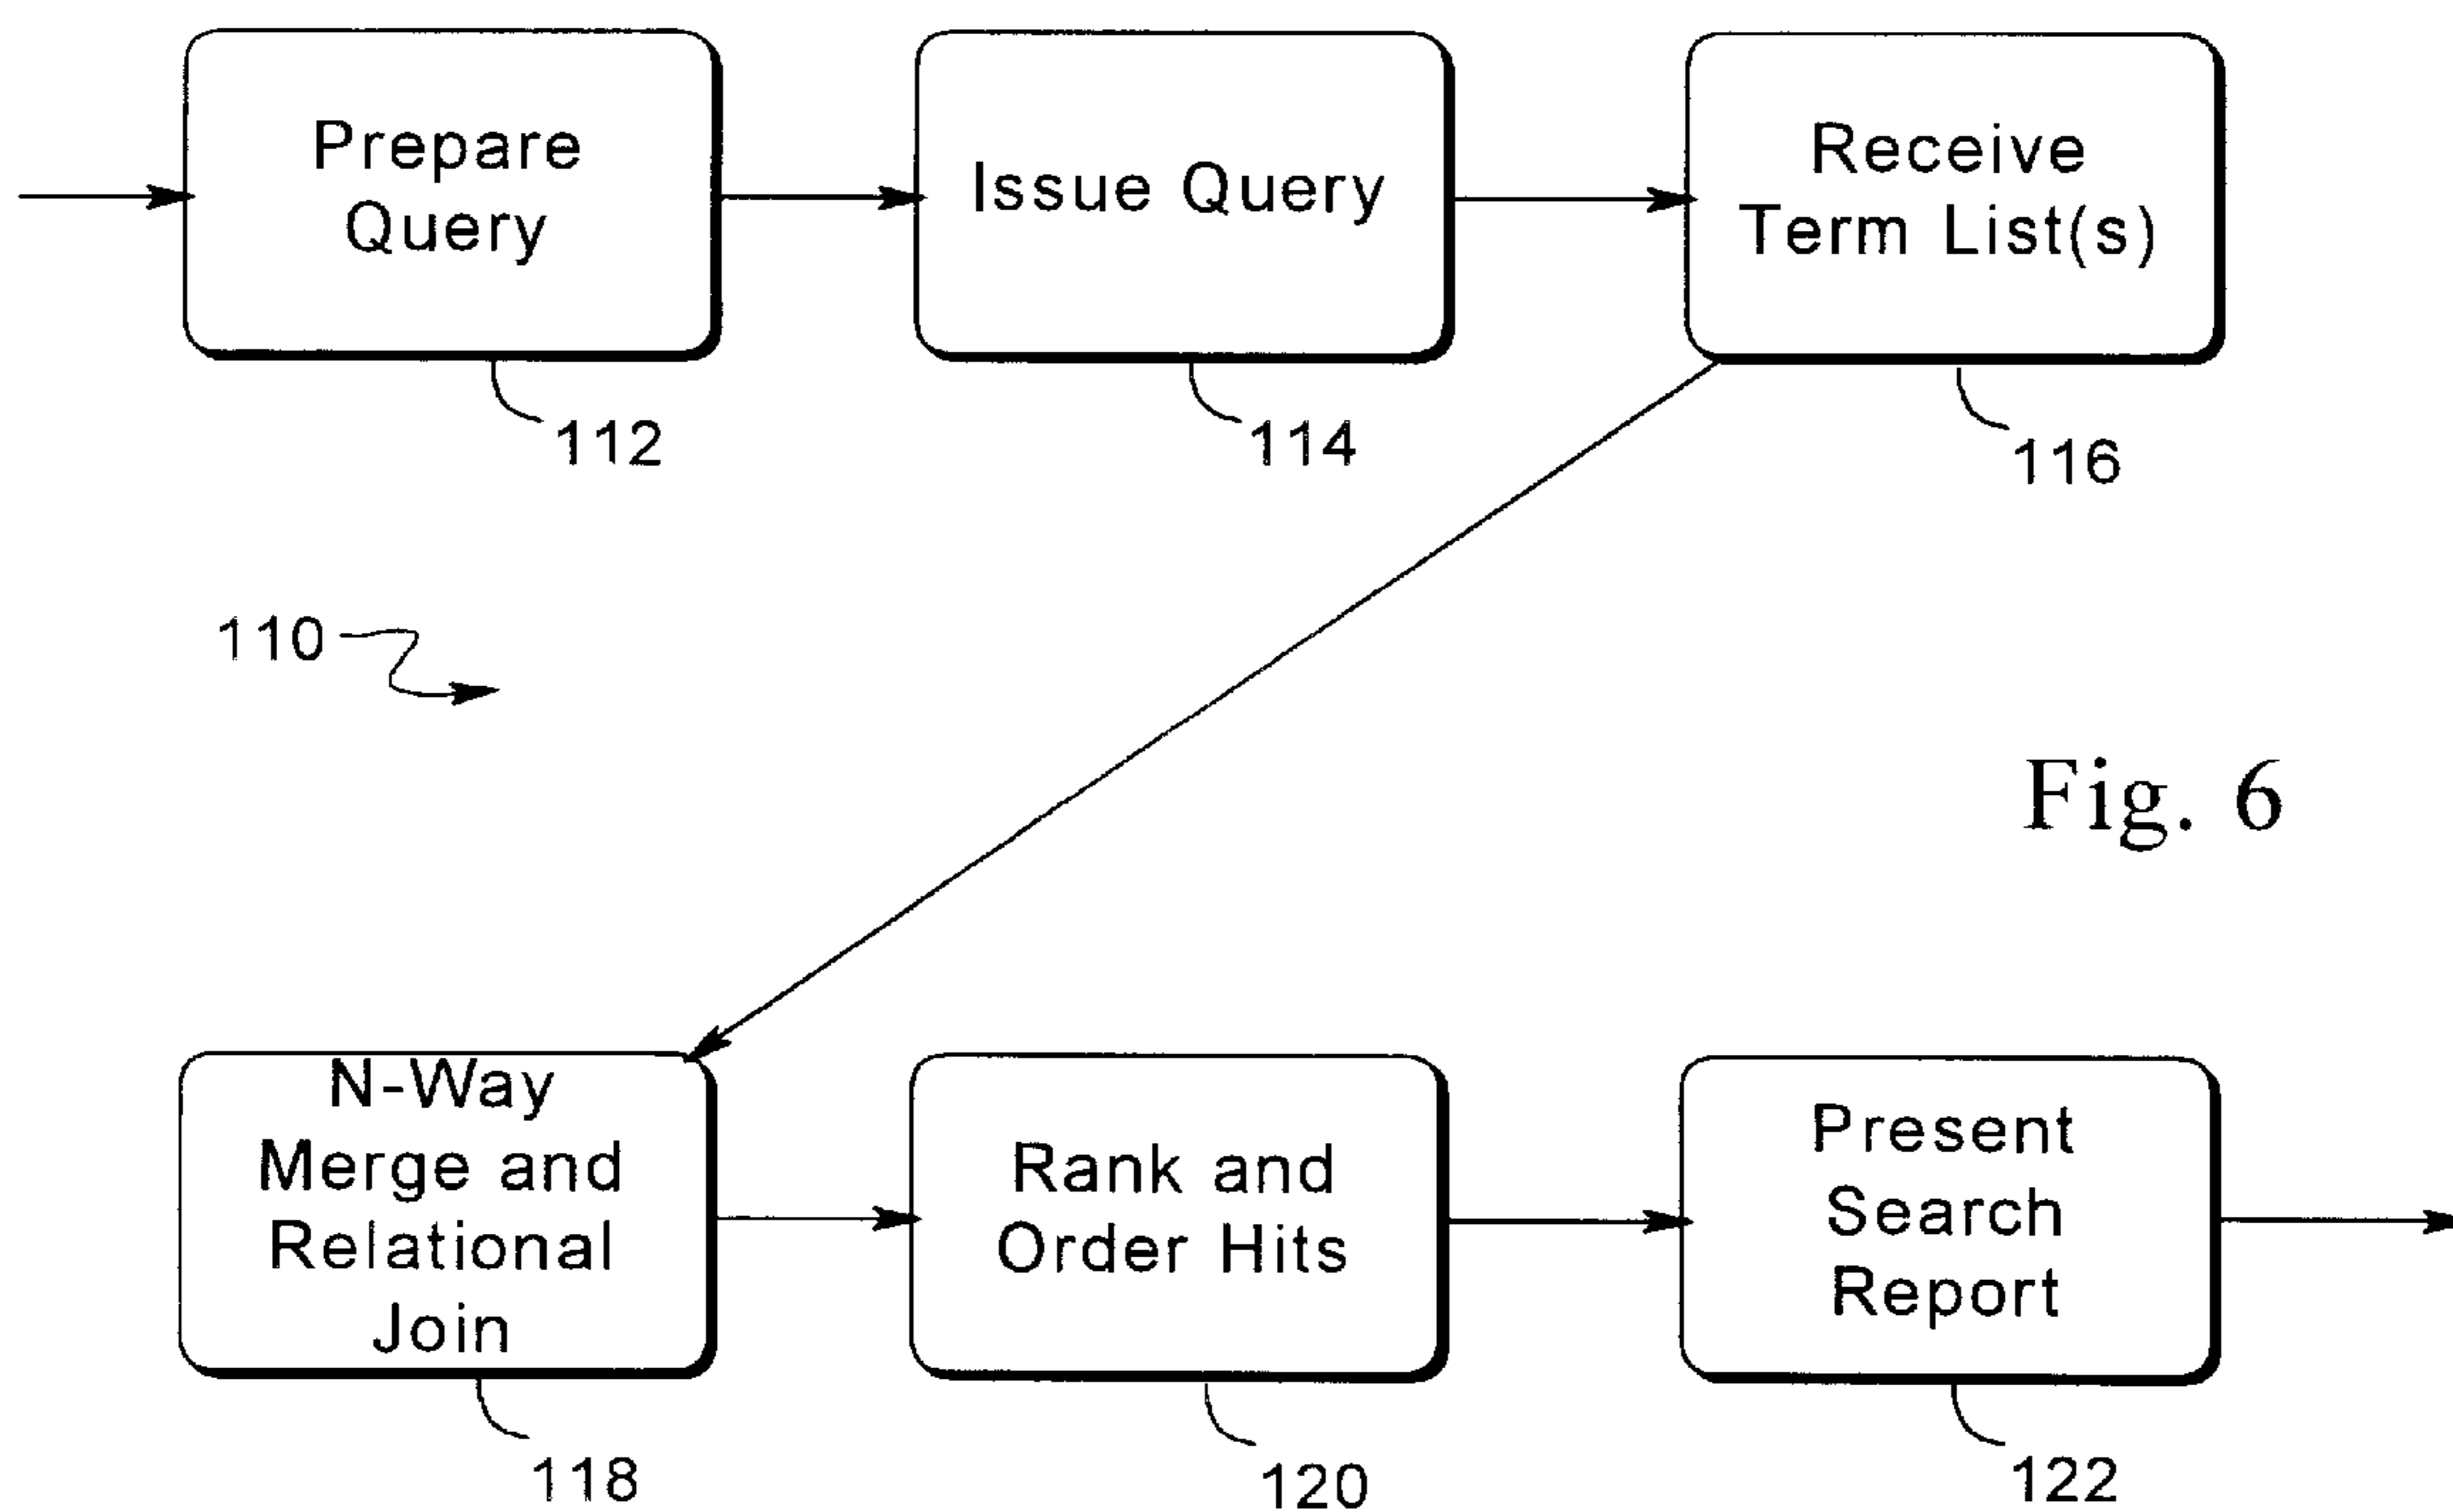 Prepare
Query
Issue Query
Receive
Term List(s)
112
114
116
110
Fig. 6
N-Way
Merge and
Relational
Join
Rank and
Order Hits
Present
Search
Report
118
120
122